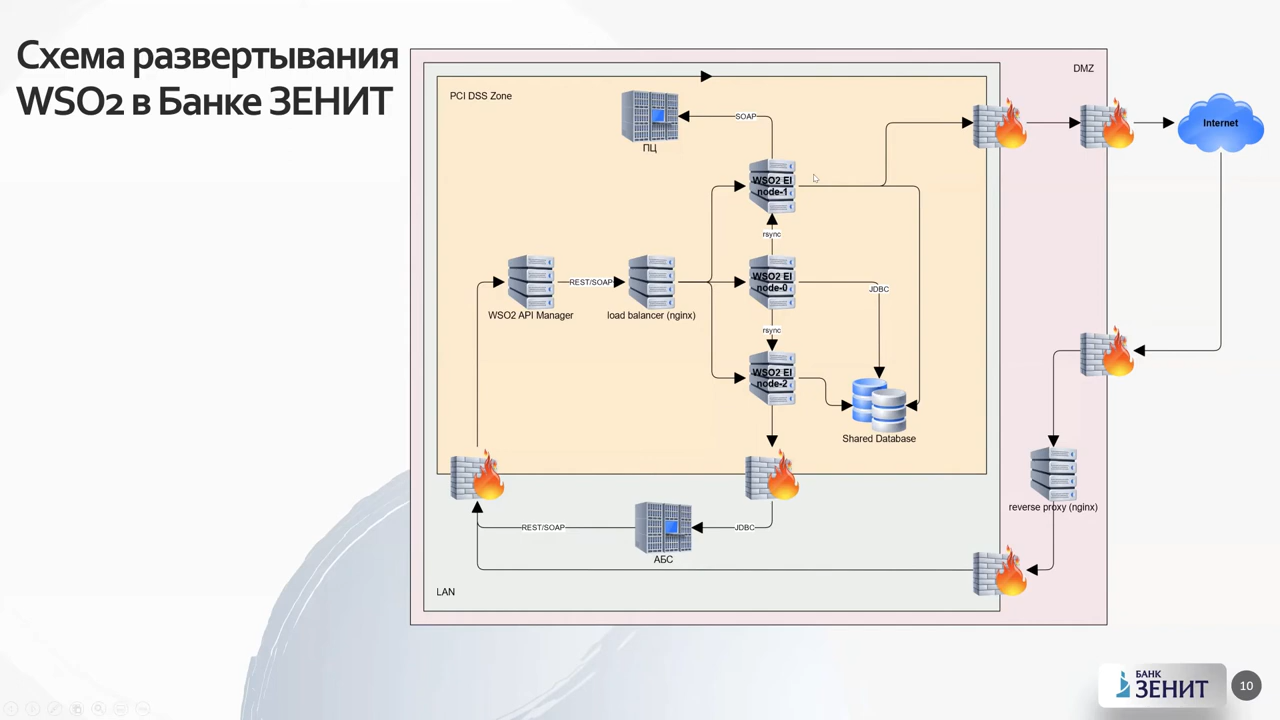 Схема развертывания
WSO2 в Банке ЗЕНИТ
DMZ
PCI DSS Zone
SOAP
Internet
ПЦ
WSO2 EI
node-1
rsync
WSO2 EI
node-0
REST/SOAP
JDBC
WSO2 API Manager
load balancer (nginx)
rsync
WSO2 EI
node-2
Shared Database
reverse proxy (nginx)
REST/SOAP
JDBC
АБС
LAN
БАНК
ЗЕНИТ
10